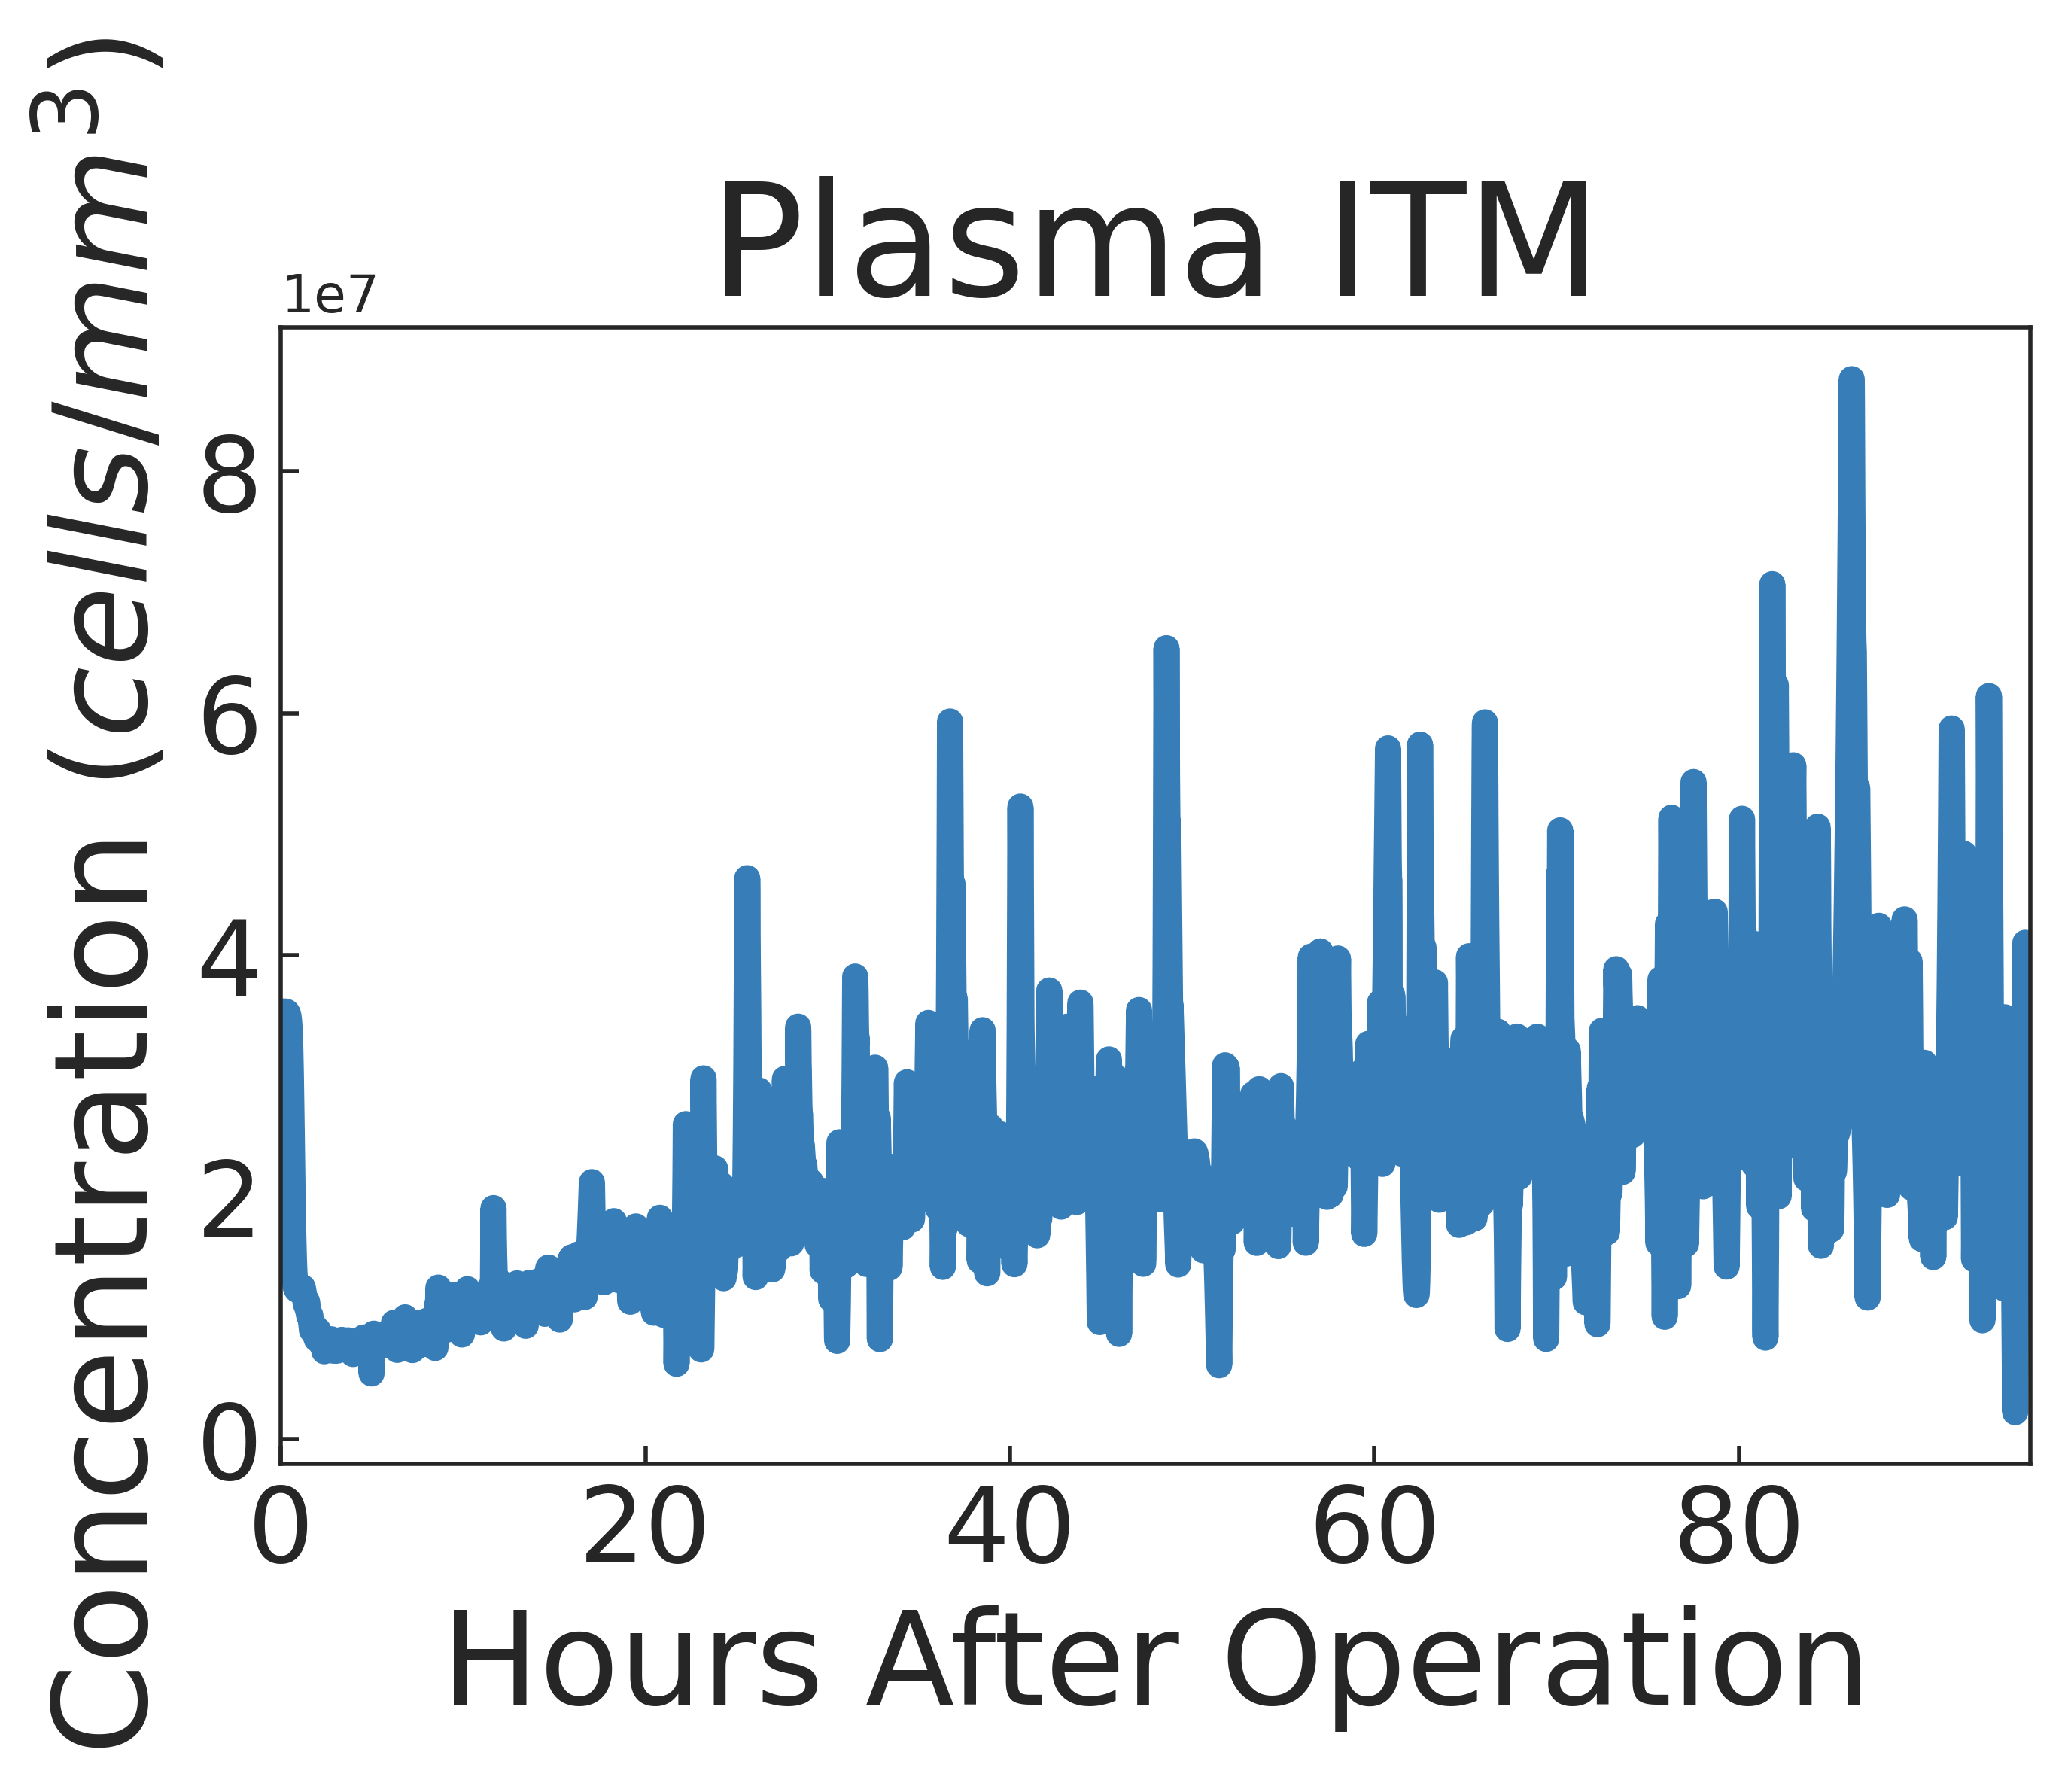 Plasma ITM
1e7
Concentration (cells/mm³)
8
6
4
2
0
0 20 40 60 80
Hours After Operation